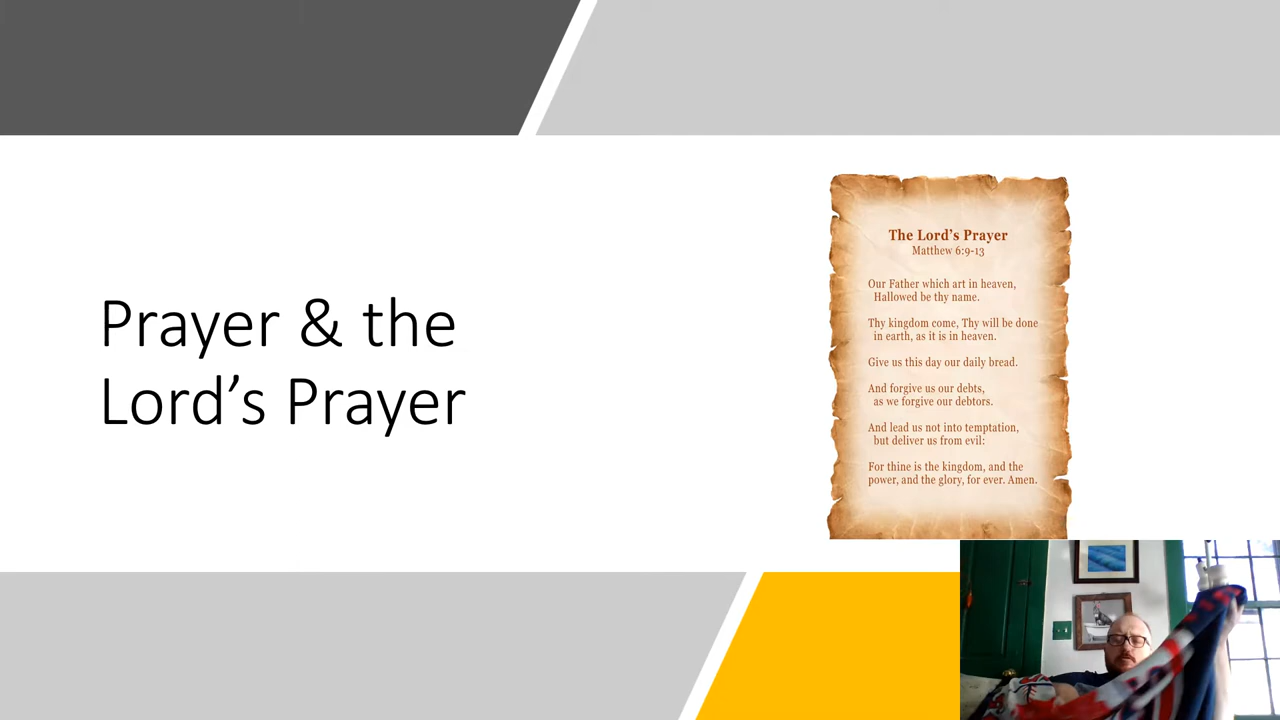 Prayer & the
Lord's Prayer
The Lord's Prayer
Matthew 6:9-13
Our Father which art in heaven,
Hallowed be thy name.
Thy kingdom come, Thy will be done
in earth, as it is in heaven.
Give us this day our daily bread.
And forgive us our debts,
as we forgive our debtors.
And lead us not into temptation,
but deliver us from evil:
For thine is the kingdom, and the
power, and the glory, for ever. Amen.